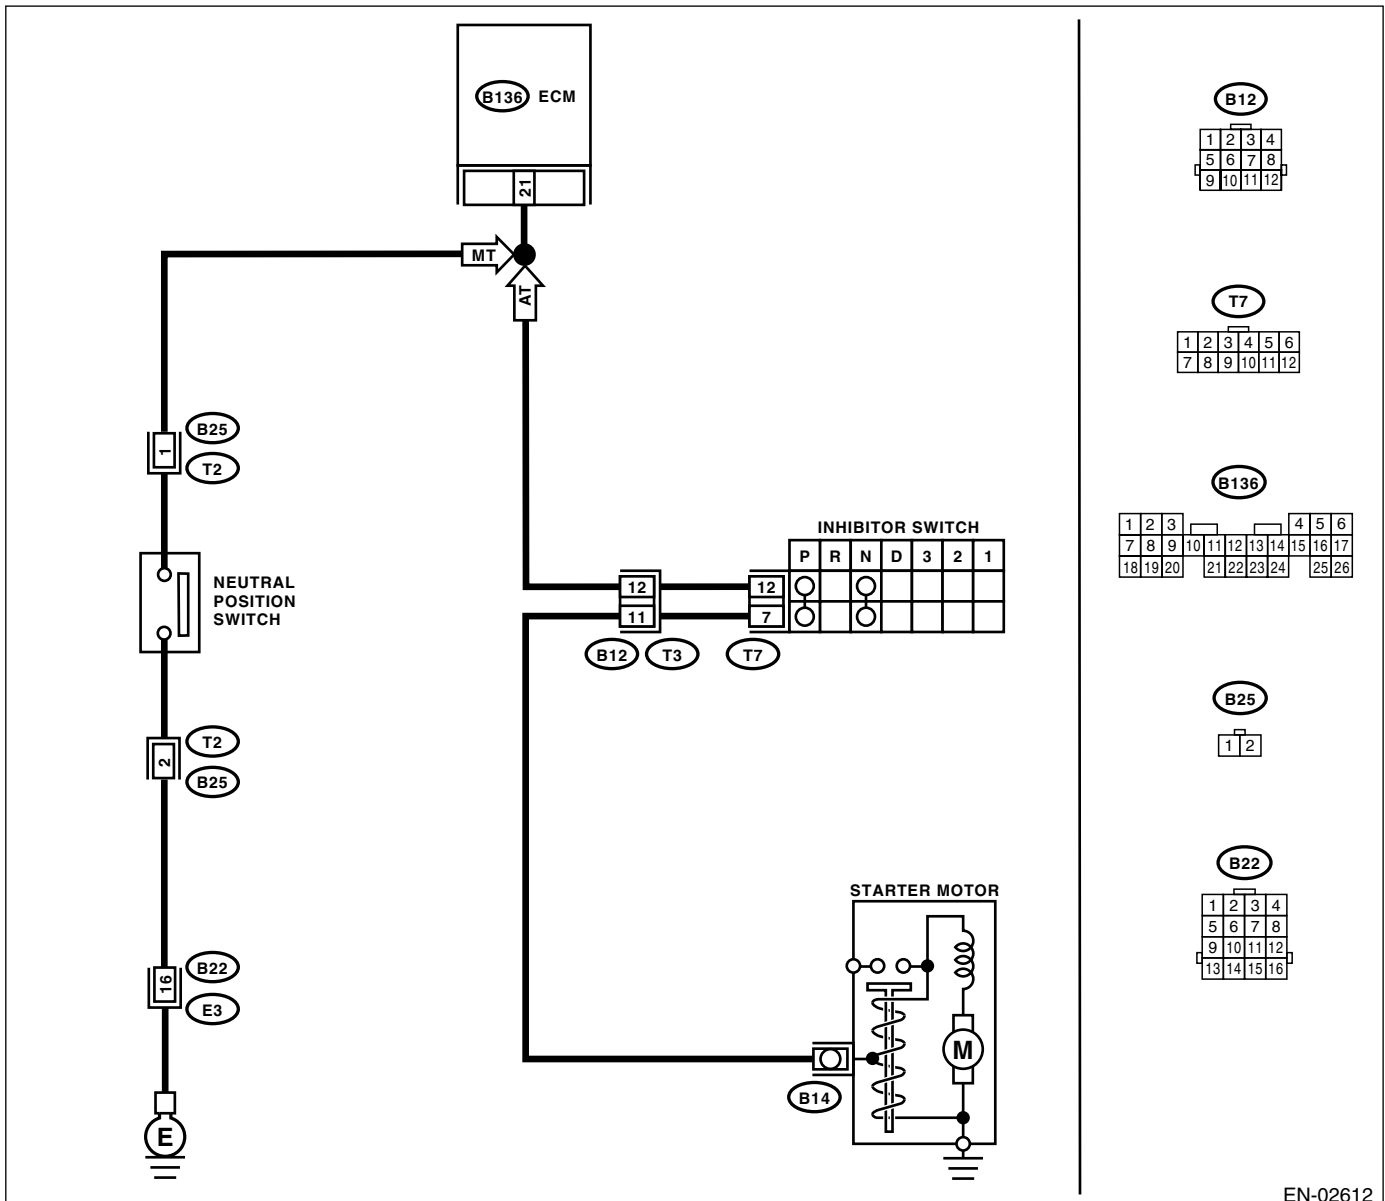 B136 ECM
21
MT
AT
B25
1
T2
NEUTRAL
POSITION
SWITCH
T2
2
B25
B22
16
E3
E
INHIBITOR SWITCH
P R N D 3 2 1
12 12
11 7
B12 T3 T7
STARTER MOTOR
M
B14
B12
1 2 3 4
5 6 7 8
9 10 11 12
T7
1 2 3 4 5 6
7 8 9 10 11 12
B136
1 2 3 4 5 6
7 8 9 10 11 12 13 14 15 16 17
18 19 20 21 22 23 24 25 26
B25
1 2
B22
1 2 3 4
5 6 7 8
9 10 11 12
13 14 15 16
EN-02612